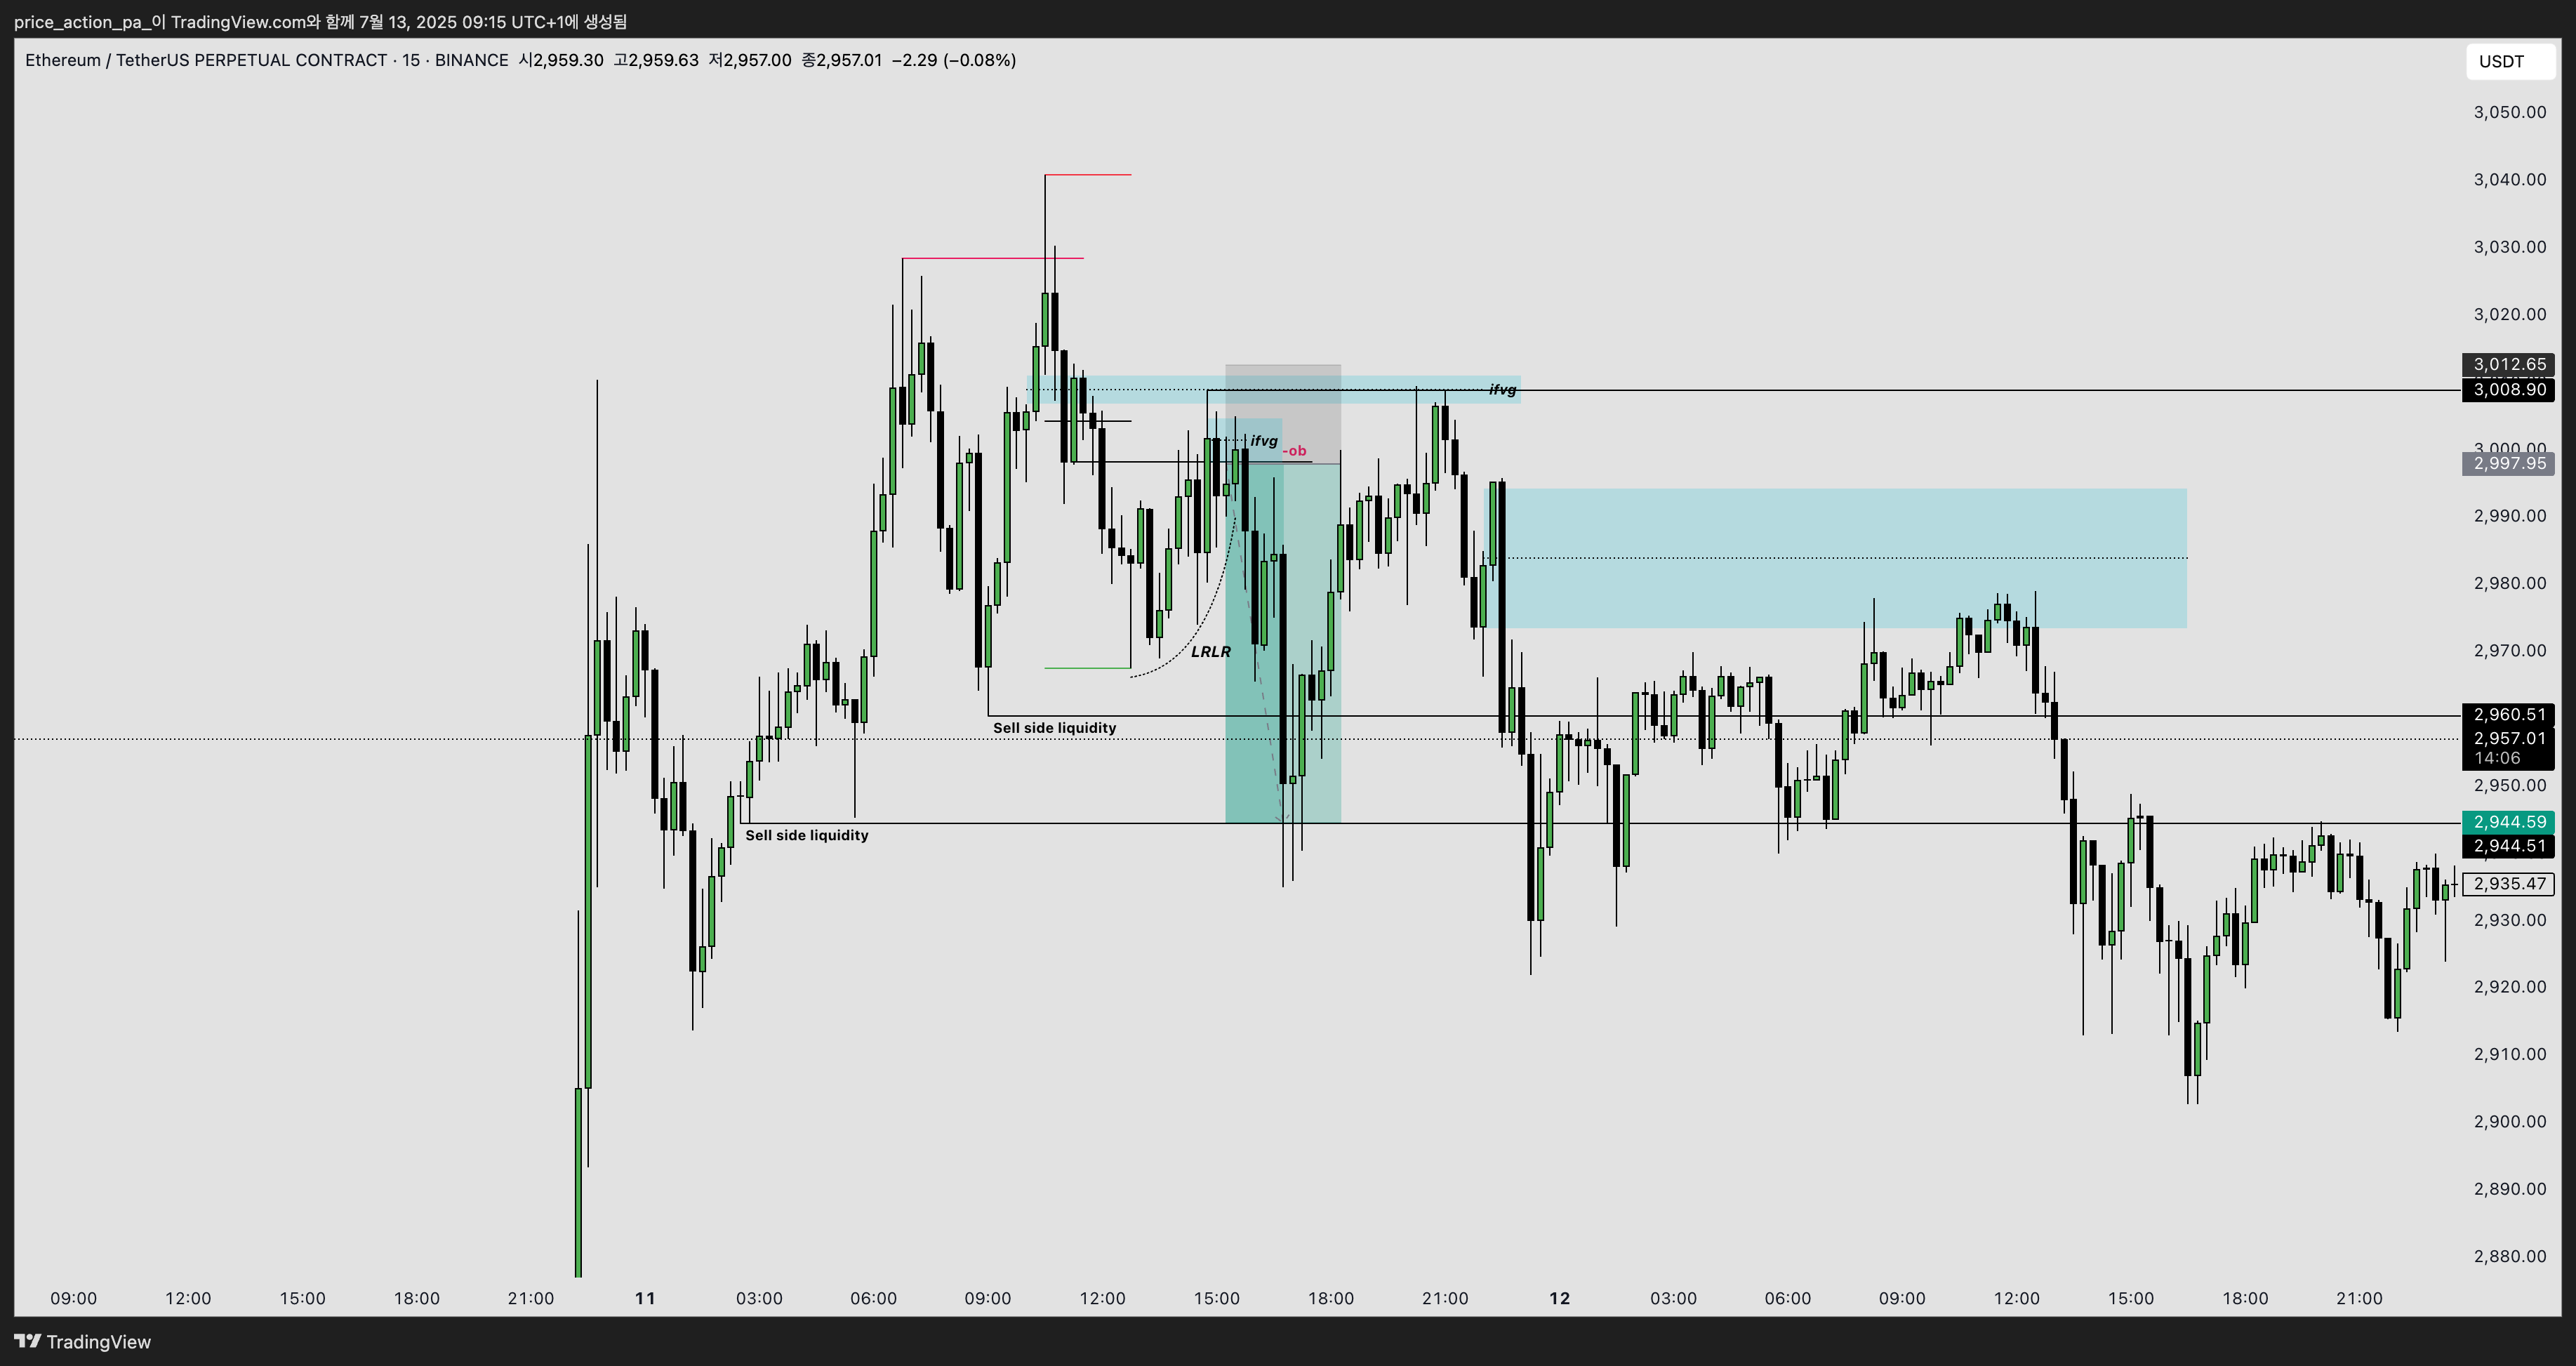 price_action_pa_이 TradingView.com와 함께 7월 13, 2025 09:15 UTC+1에 생성됨
Ethereum / TetherUS PERPETUAL CONTRACT · 15 · BINANCE 시2,959.30 고2,959.63 저2,957.00 종2,957.01 −2.29 (−0.08%)
USDT
3,050.00
3,040.00
3,030.00
3,020.00
3,012.65
3,008.90
ifvg
ifvg
-ob
3,000.00
2,997.95
2,990.00
2,980.00
LRLR
2,970.00
2,960.51
Sell side liquidity
2,957.01
14:06
2,950.00
2,944.59
Sell side liquidity
2,944.51
2,935.47
2,930.00
2,920.00
2,910.00
2,900.00
2,890.00
2,880.00
09:00 12:00 15:00 18:00 21:00 11 03:00 06:00 09:00 12:00 15:00 18:00 21:00 12 03:00 06:00 09:00 12:00 15:00 18:00 21:00
TradingView